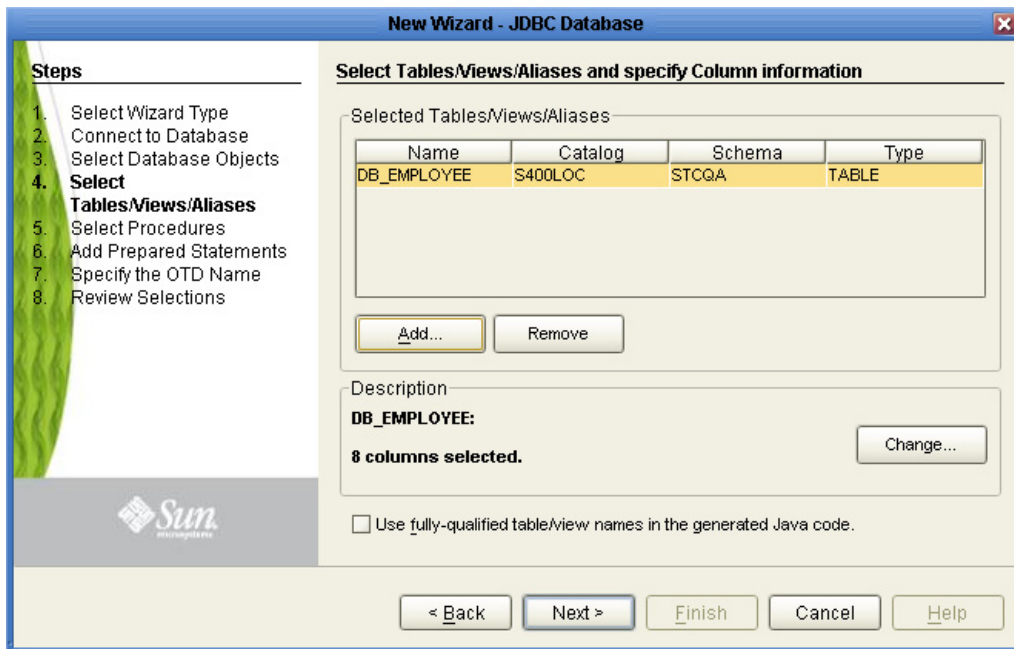 New Wizard - JDBC Database
Steps
1. Select Wizard Type
2. Connect to Database
3. Select Database Objects
4. Select
Tables/Views/Aliases
5. Select Procedures
6. Add Prepared Statements
7. Specify the OTD Name
8. Review Selections
Sun
microsystems
Select Tables/Views/Aliases and specify Column information
Selected Tables/Views/Aliases
Name Catalog Schema Type
DB_EMPLOYEE S400LOC STCQA TABLE
Add... Remove
Description
DB_EMPLOYEE:
8 columns selected.
Change...
Use fully-qualified table/view names in the generated Java code.
< Back Next > Finish Cancel Help